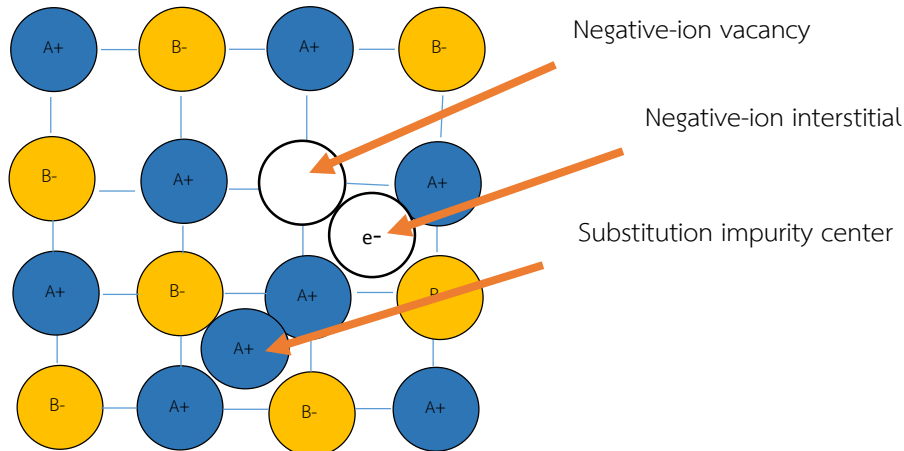 A+ B- A+ B-
Negative-ion vacancy
Negative-ion interstitial
B- A+ A+
e-
Substitution impurity center
A+ B- A+ B-
A+
B- A+ B- A+